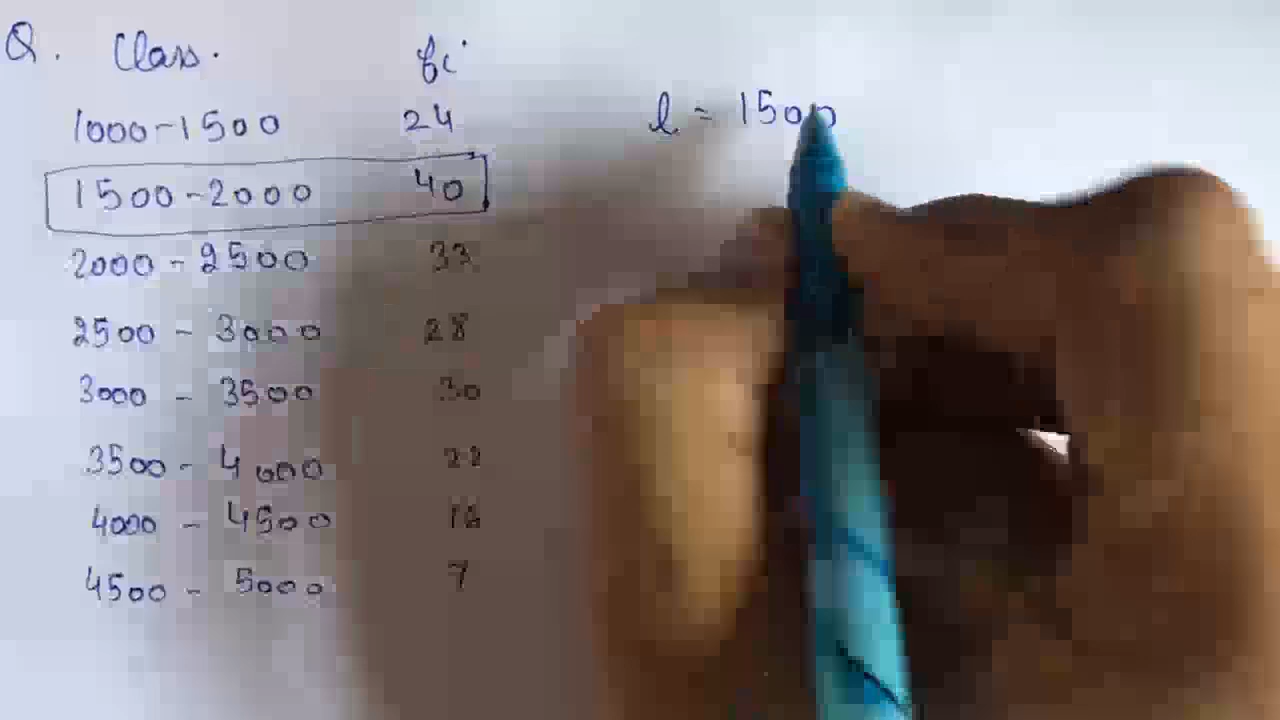 Q. Class. fi
1000-1500 24 l = 1500
1500-2000 40
2000 - 2500 33
2500 - 3000 28
3000 - 3500 30
3500 - 4000 22
4000 - 4500 16
4500 - 5000 7